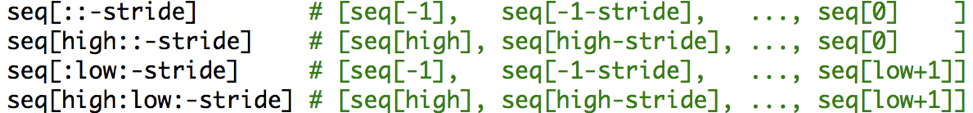 seq[::-stride]         # [seq[-1],   seq[-1-stride],   ..., seq[0]    ]
seq[high::-stride]     # [seq[high], seq[high-stride], ..., seq[0]    ]
seq[:low:-stride]      # [seq[-1],   seq[-1-stride],   ..., seq[low+1]]
seq[high:low:-stride] # [seq[high], seq[high-stride], ..., seq[low+1]]